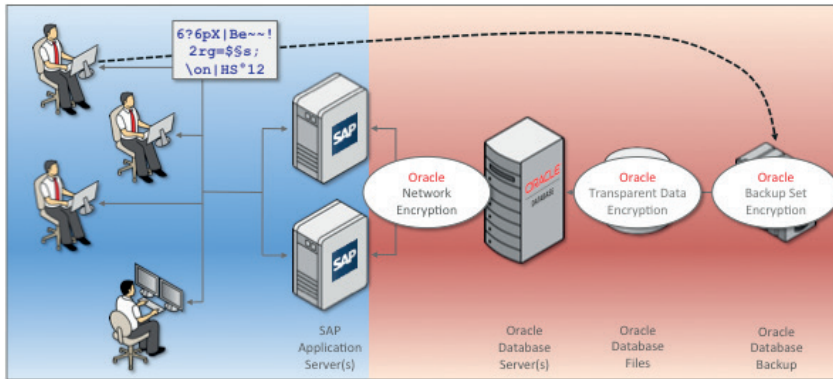 6?6pX|Be~~!
2rg=$%s;
\on|HS*12
SAP
SAP
Oracle
Network
Encryption
ORACLE
DATABASE
Oracle
Transparent Data
Encryption
Oracle
Backup Set
Encryption
SAP
Application
Server(s)
Oracle
Database
Server(s)
Oracle
Database
Files
Oracle
Database
Backup